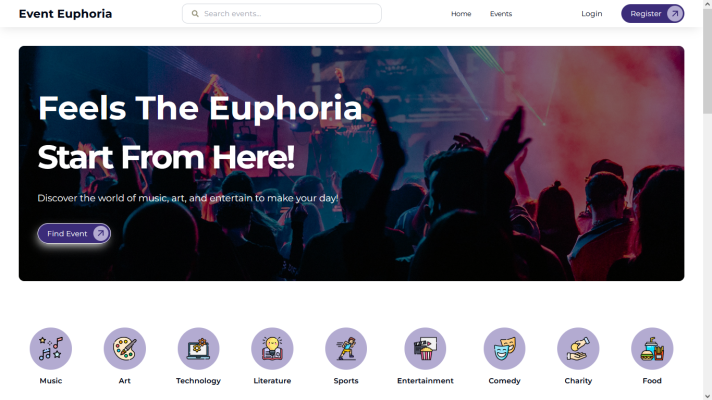 Event Euphoria
Search events...
Home
Events
Login
Register
Feels The Euphoria
Start From Here!
Discover the world of music, art, and entertain to make your day!
Find Event
Music
Art
Technology
Literature
Sports
Entertainment
Comedy
Charity
Food